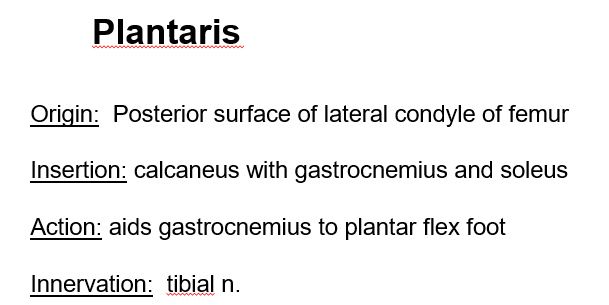 Plantaris
Origin: Posterior surface of lateral condyle of femur
Insertion: calcaneus with gastrocnemius and soleus
Action: aids gastrocnemius to plantar flex foot
Innervation: tibial n.